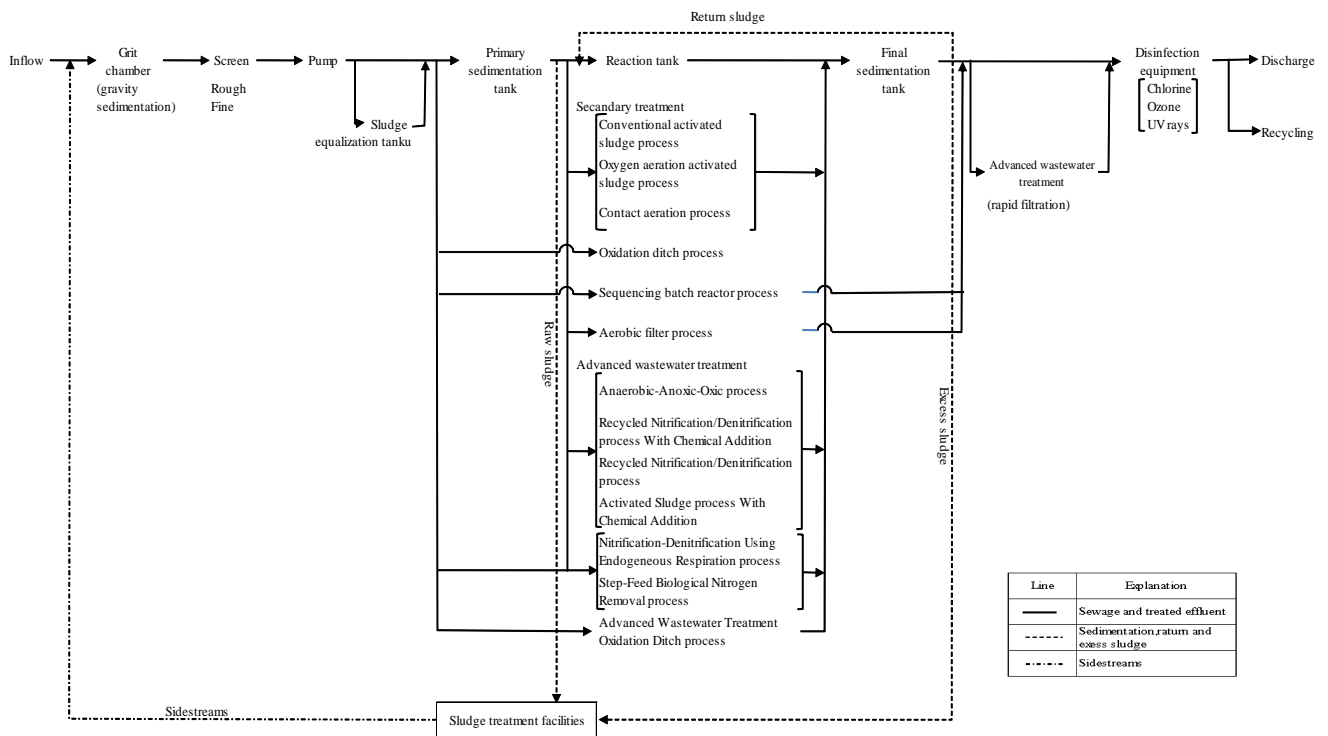 Return sludge
Inflow
Grit
chamber
(gravity
sedimentation)
Screen
Rough
Fine
Pump
Sludge
equalization tanku
Primary
sedimentation
tank
Reaction tank
Final
sedimentation
tank
Disinfection
equipment
Chlorine
Ozone
UV rays
Discharge
Recycling
Advanced wastewater
treatment
(rapid filtration)
Secandary treatment
Conventional activated
sludge process
Oxygen aeration activated
sludge process
Contact aeration process
Oxidation ditch process
Sequencing batch reactor process
Aerobic filter process
Raw sludge
Advanced wastewater treatment
Anaerobic-Anoxic-Oxic process
Recycled Nitrification/Denitrification
process With Chemical Addition
Recycled Nitrification/Denitrification
process
Activated Sludge process With
Chemical Addition
Nitrification-Denitrification Using
Endogeneous Respiration process
Step-Feed Biological Nitrogen
Removal process
Advanced Wastewater Treatment
Oxidation Ditch process
Excess sludge
Line Explanation
Sewage and treated effluent
Sedimentation,raturn and
exess sludge
Sidestreams
Sidestreams
Sludge treatment facilities